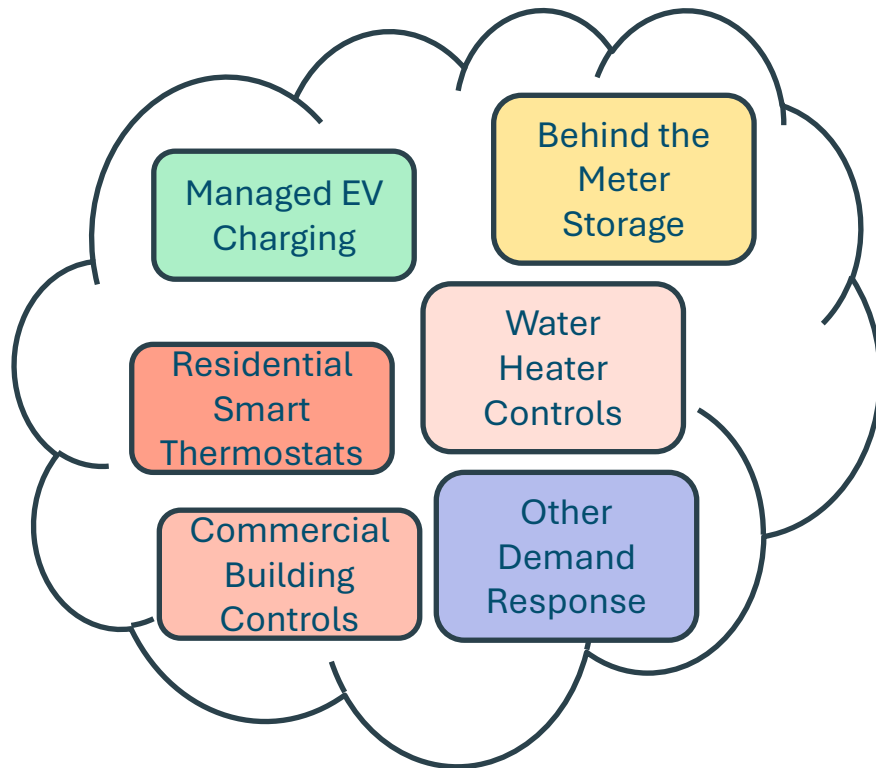 Managed EV
Charging
Behind the
Meter
Storage
Residential
Smart
Thermostats
Water
Heater
Controls
Commercial
Building
Controls
Other
Demand
Response